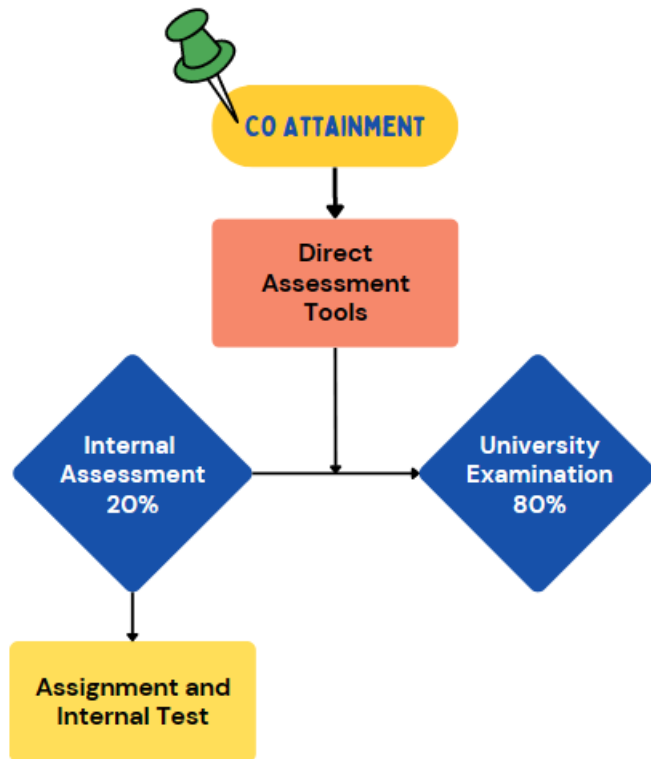 CO ATTAINMENT
Direct
Assessment
Tools
Internal
Assessment
20%
University
Examination
80%
Assignment and
Internal Test